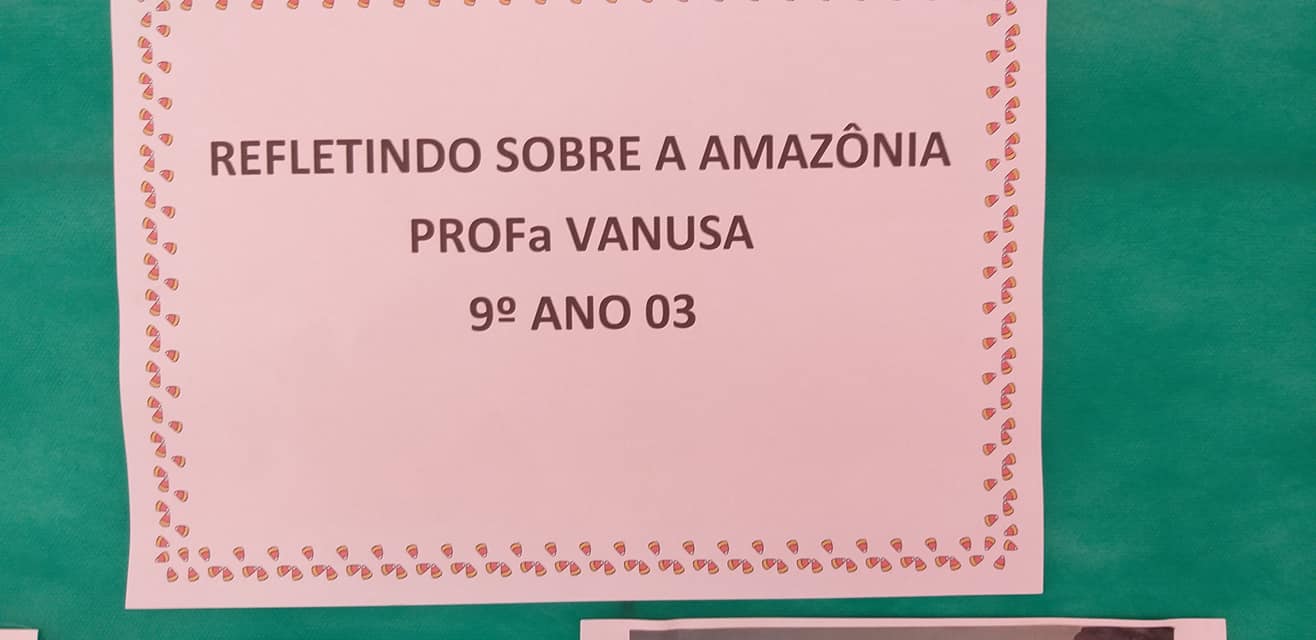 REFLETINDO SOBRE A AMAZÔNIA
PROFa VANUSA
9º ANO 03